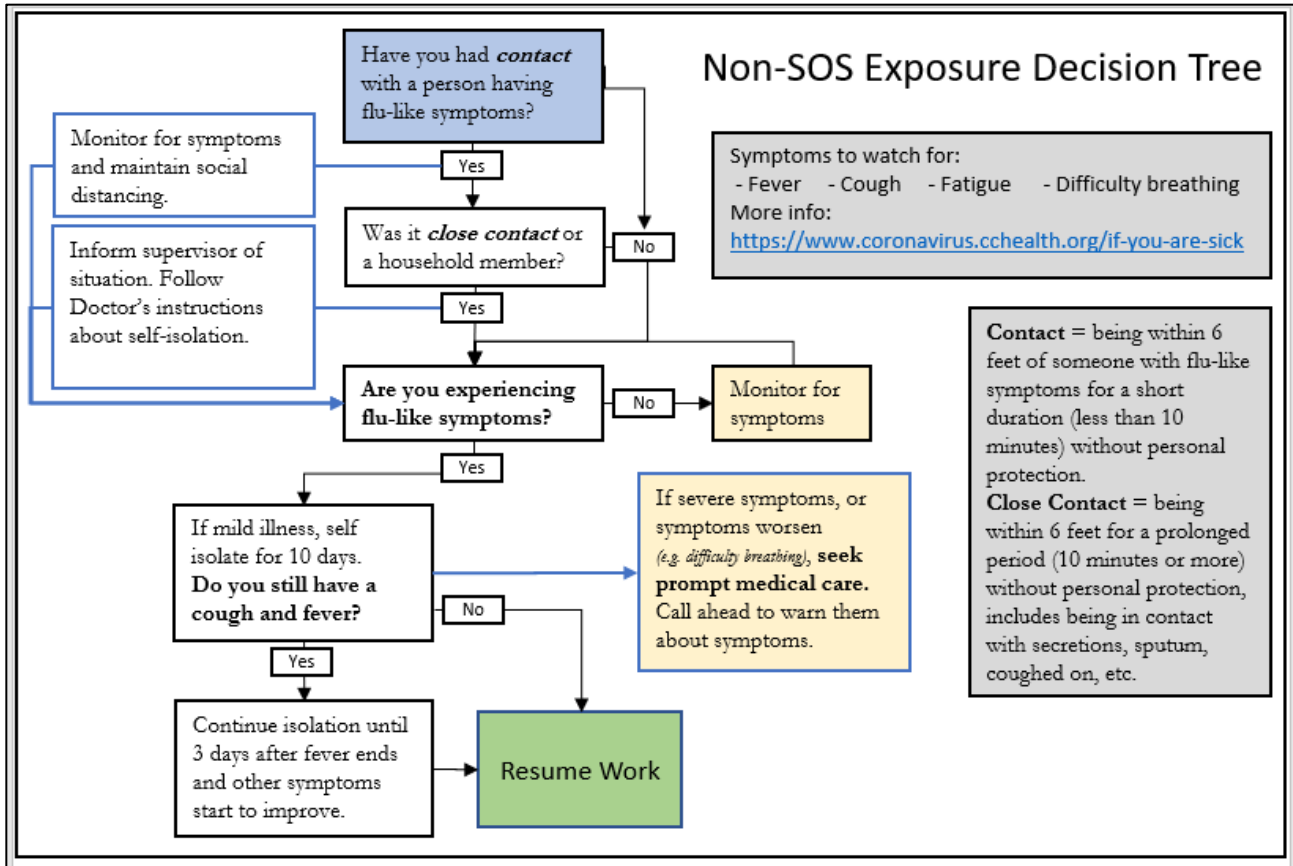 Non-SOS Exposure Decision Tree
Have you had contact
with a person having
flu-like symptoms?
Monitor for symptoms
and maintain social
distancing.
Yes
Symptoms to watch for:
- Fever - Cough - Fatigue - Difficulty breathing
More info:
https://www.coronavirus.cchealth.org/if-you-are-sick
Was it close contact or
a household member?
No
Inform supervisor of
situation. Follow
Doctor's instructions
about self-isolation.
Yes
Contact = being within 6
feet of someone with flu-like
symptoms for a short
duration (less than 10
minutes) without personal
protection.
Close Contact = being
within 6 feet for a prolonged
period (10 minutes or more)
without personal protection,
includes being in contact
with secretions, sputum,
coughed on, etc.
Are you experiencing
flu-like symptoms?
No
Monitor for
symptoms
Yes
If mild illness, self
isolate for 10 days.
Do you still have a
cough and fever?
If severe symptoms, or
symptoms worsen
(e.g. difficulty breathing), seek
prompt medical care.
Call ahead to warn them
about symptoms.
No
Yes
Continue isolation until
3 days after fever ends
and other symptoms
start to improve.
Resume Work